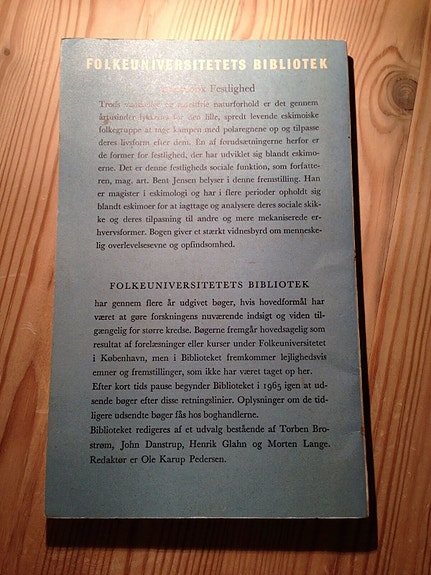 FOLKEUNIVERSITETETS BIBLIOTEK
Eskimoisk Festlighed
Trods vanskelige og ugæstfrie naturforhold er det gennem
årtusinder lykkedes for den lille, spredt levende eskimoiske
folkegruppe at tage kampen med polaregnene op og tilpasse
deres livsform efter dem. En af forudsætningerne herfor er
de former for festlighed, der har udviklet sig blandt eskimo-
erne. Det er denne festligheds sociale funktion, som forfatte-
ren, mag. art. Bent Jensen belyser i denne fremstilling. Han
er magister i eskimologi og har i flere perioder opholdt sig
blandt eskimoer for at iagttage og analysere deres sociale skik-
ke og deres tilpasning til andre og mere mekaniserede er-
hvervsformer. Bogen giver et stærkt vidnesbyrd om menneske-
lig overlevelsesevne og opfindsomhed.
FOLKEUNIVERSITETETS BIBLIOTEK
har gennem flere år udgivet bøger, hvis hovedformål har
været at gøre forskningens nuværende indsigt og viden til-
gængelig for større kredse. Bøgerne fremgår hovedsagelig som
resultat af forelæsninger eller kurser under Folkeuniversitetet
i København, men i Biblioteket fremkommer lejlighedsvis
emner og fremstillinger, som ikke har været taget op her.
Efter kort tids pause begynder Biblioteket i 1965 igen at ud-
sende bøger efter disse retningslinier. Oplysninger om de tid-
ligere udsendte bøger fås hos boghandlerne.
Biblioteket redigeres af et udvalg bestående af Torben Bro-
strøm, John Danstrup, Henrik Glahn og Morten Lange.
Redaktør er Ole Karup Pedersen.